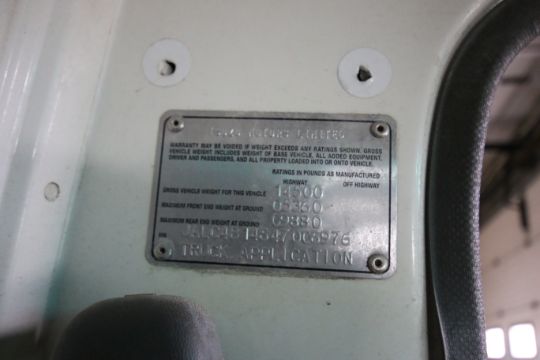 MOTORS LIMITED
WARRANTY MAY BE VOIDED IF WEIGHT EXCEEDS ANY RATINGS SHOWN. GROSS
VEHICLE WEIGHT INCLUDES WEIGHT OF BASE VEHICLE, ALL ADDED EQUIPMENT,
DRIVER AND PASSENGERS, AND ALL PROPERTY LOADED INTO OR ONTO VEHICLE.
RATINGS IN POUNDS AS MANUFACTURED
HIGHWAY OFF HIGHWAY
GROSS VEHICLE WEIGHT FOR THIS VEHICLE 14500
MAXIMUM FRONT END WEIGHT AT GROUND
MAXIMUM REAR END WEIGHT AT GROUND 09880
VIN
TRUCK APPLICATION